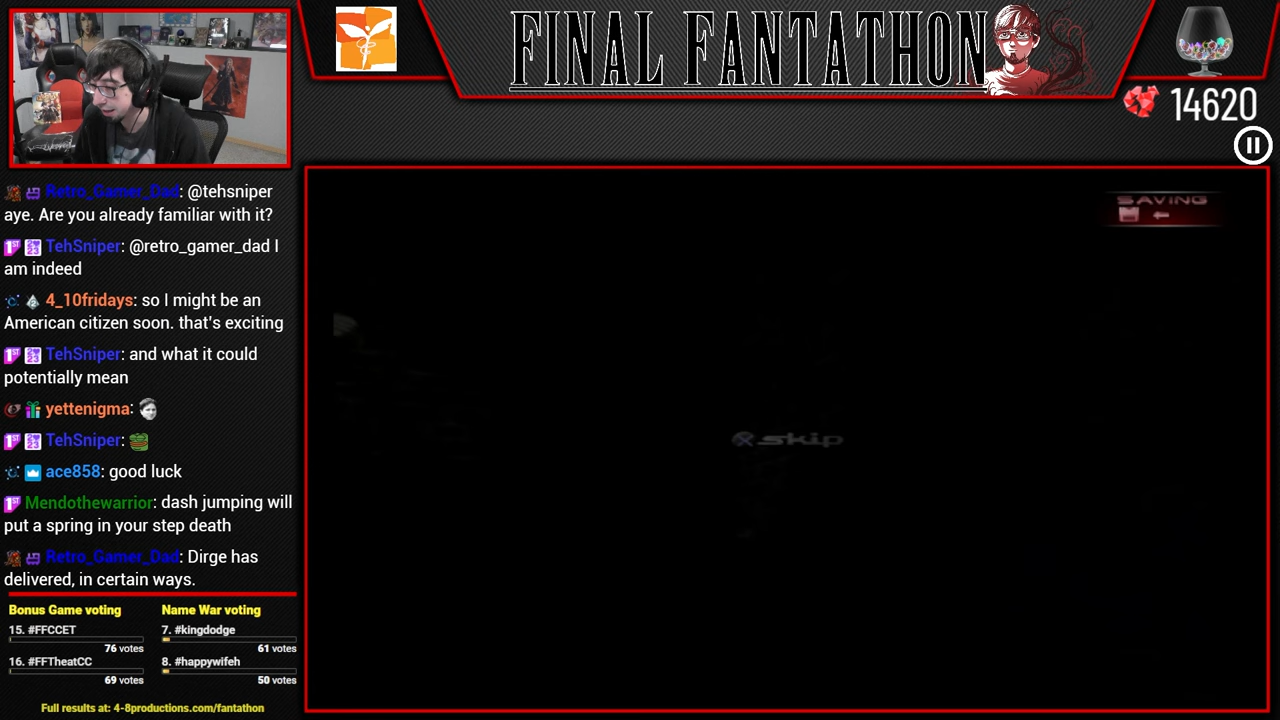 FINAL FANTATHON
14620
SAVING
Retro_Gamer_Dad: @tehsniper
aye. Are you already familiar with it?
TehSniper: @retro_gamer_dad I
am indeed
4_10fridays: so I might be an
American citizen soon. that's exciting
TehSniper: and what it could
potentially mean
yettenigma:
TehSniper:
ace858: good luck
Mendothewarrior: dash jumping will
put a spring in your step death
Retro_Gamer_Dad: Dirge has
delivered, in certain ways.
skip
Bonus Game voting
15. #FFCCET
76 votes
16. #FFTheatCC
69 votes
Name War voting
7. #kingdodge
61 votes
8. #happywifeh
50 votes
Full results at: 4-8productions.com/fantathon